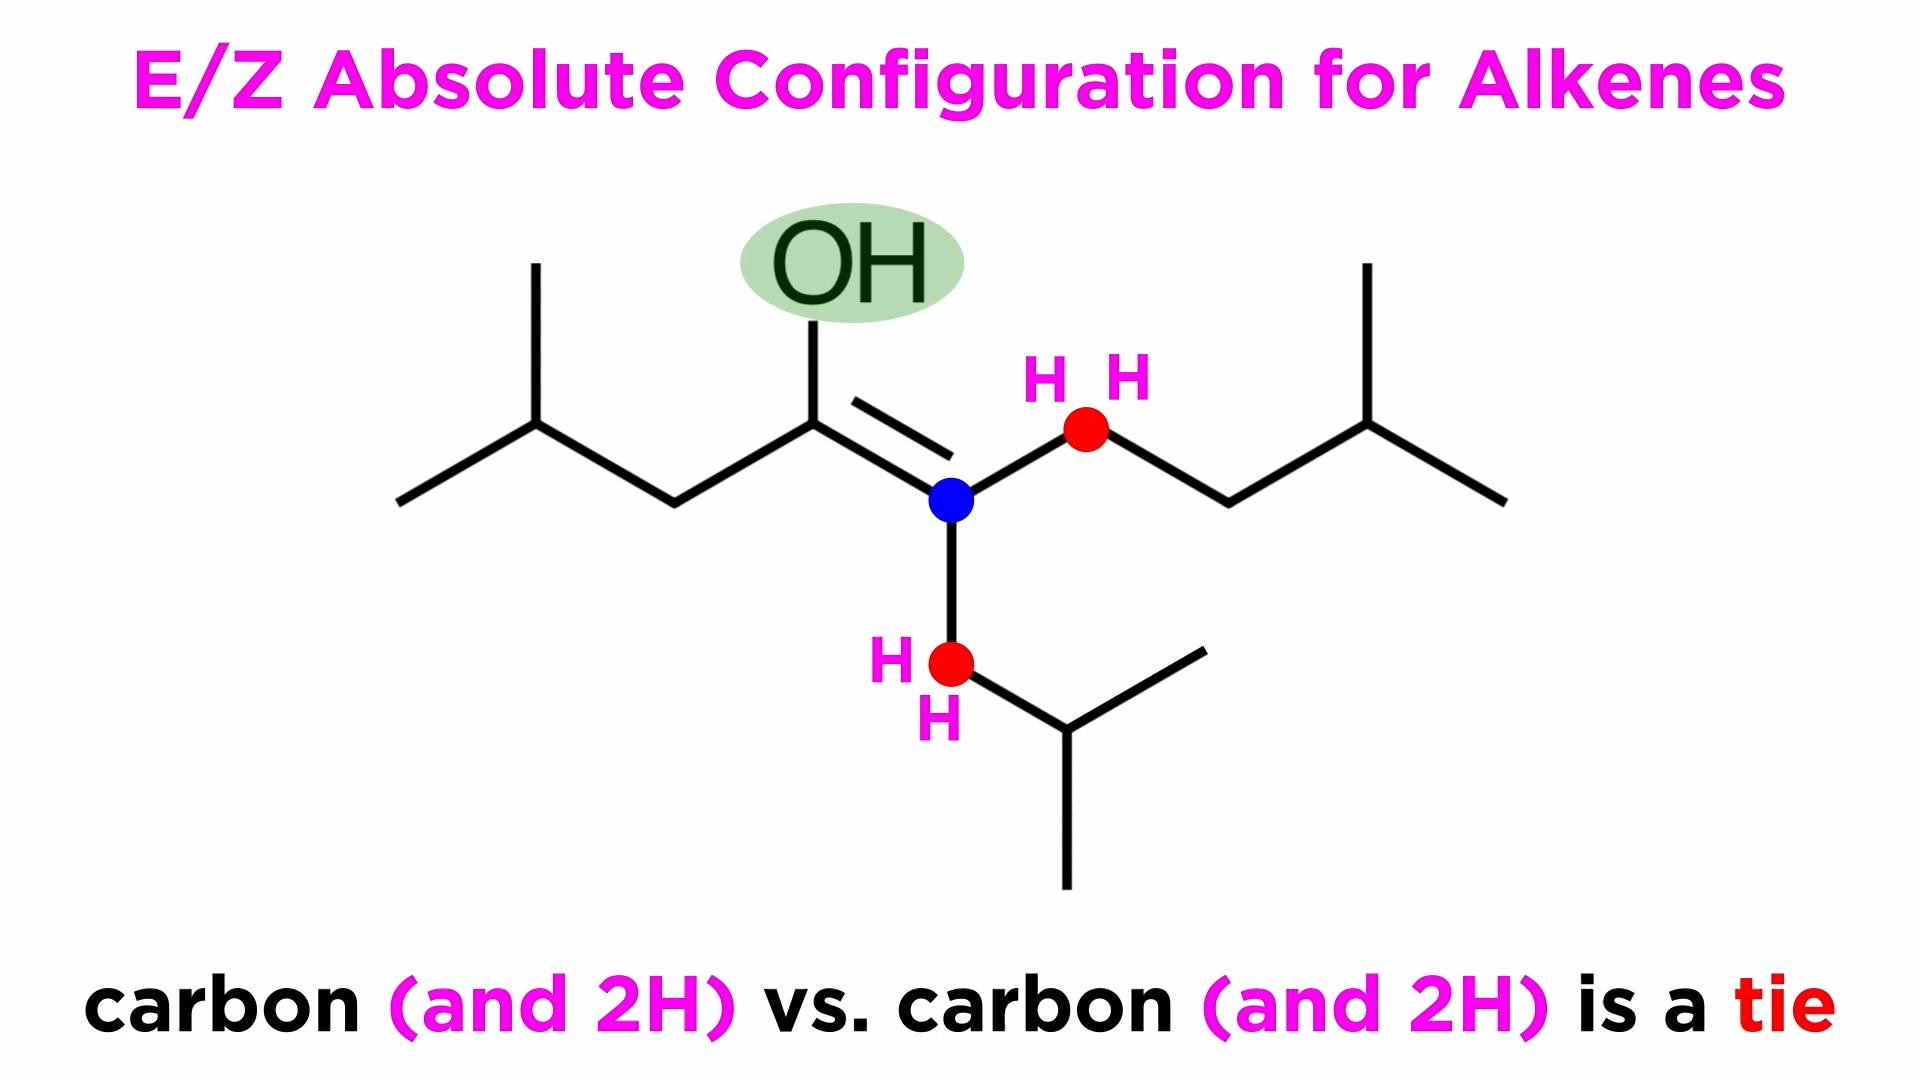 E/Z Absolute Configuration for Alkenes
OH
H H
H
H
carbon (and 2H) vs. carbon (and 2H) is a tie